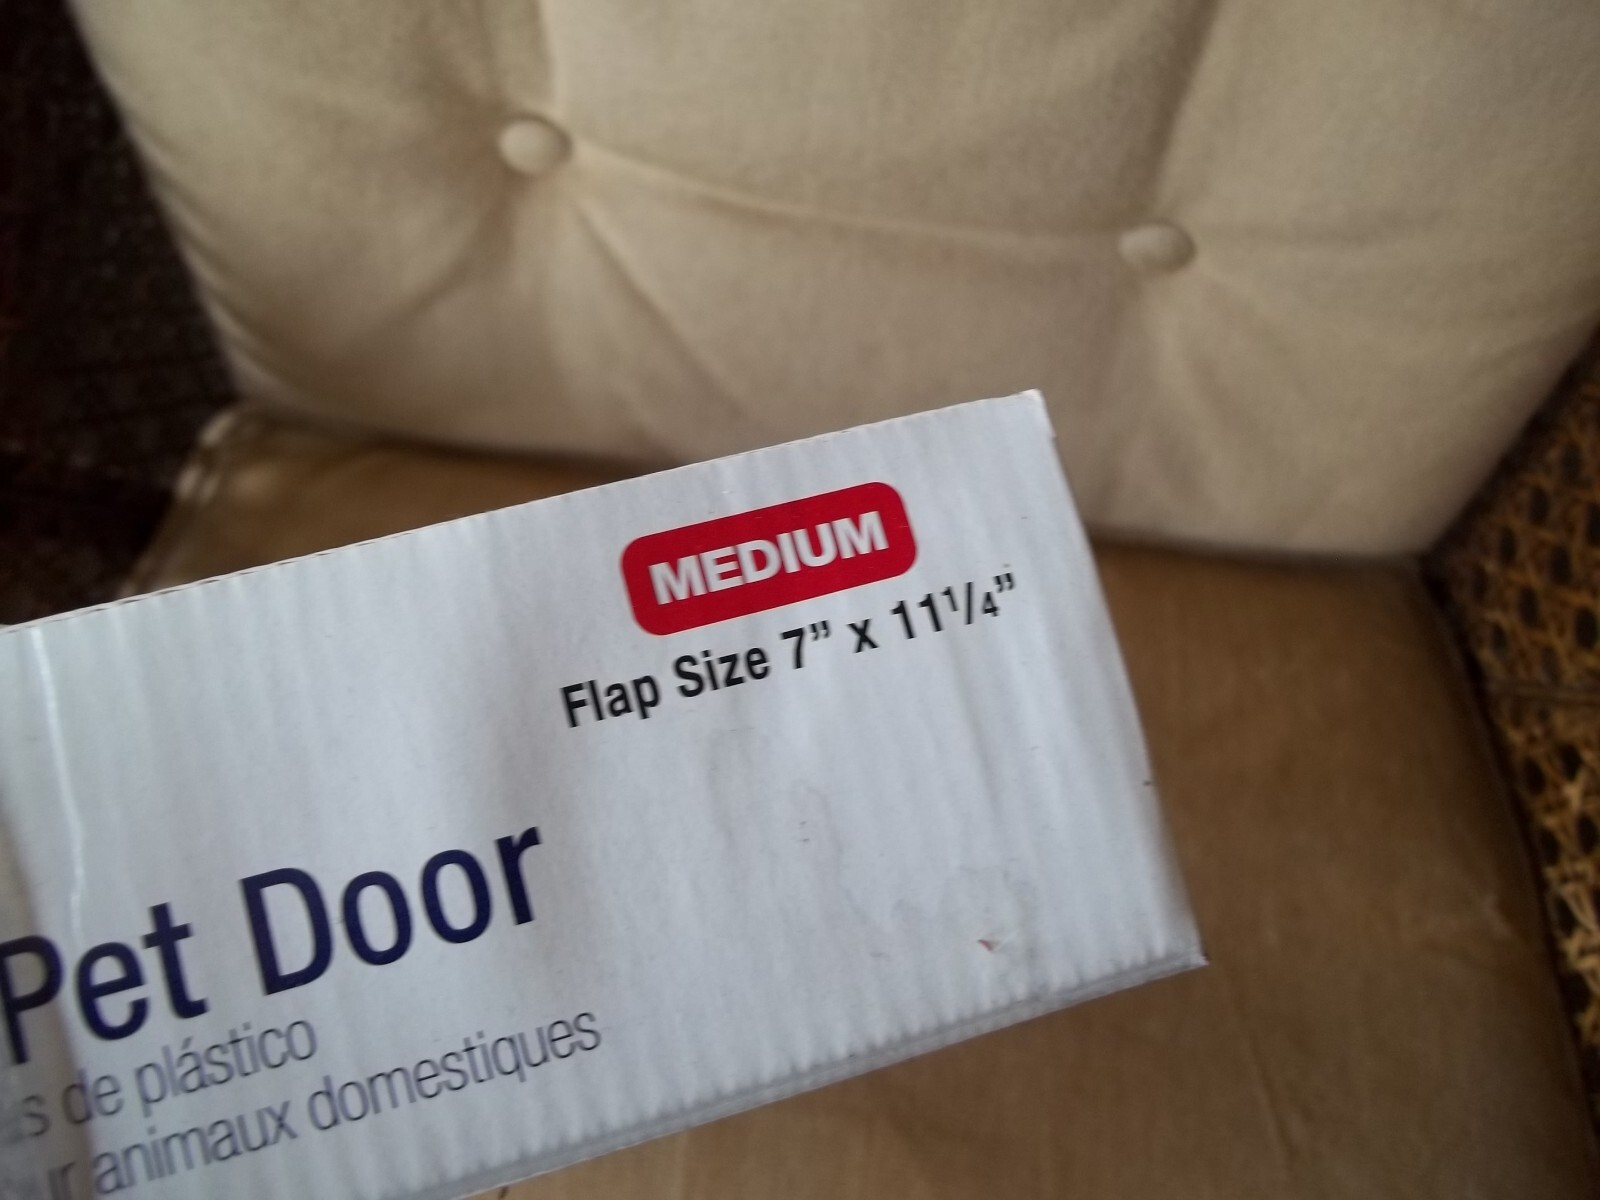 MEDIUM
Flap Size 7” x 11¼”
Pet Door
de plástico
animaux domestiques